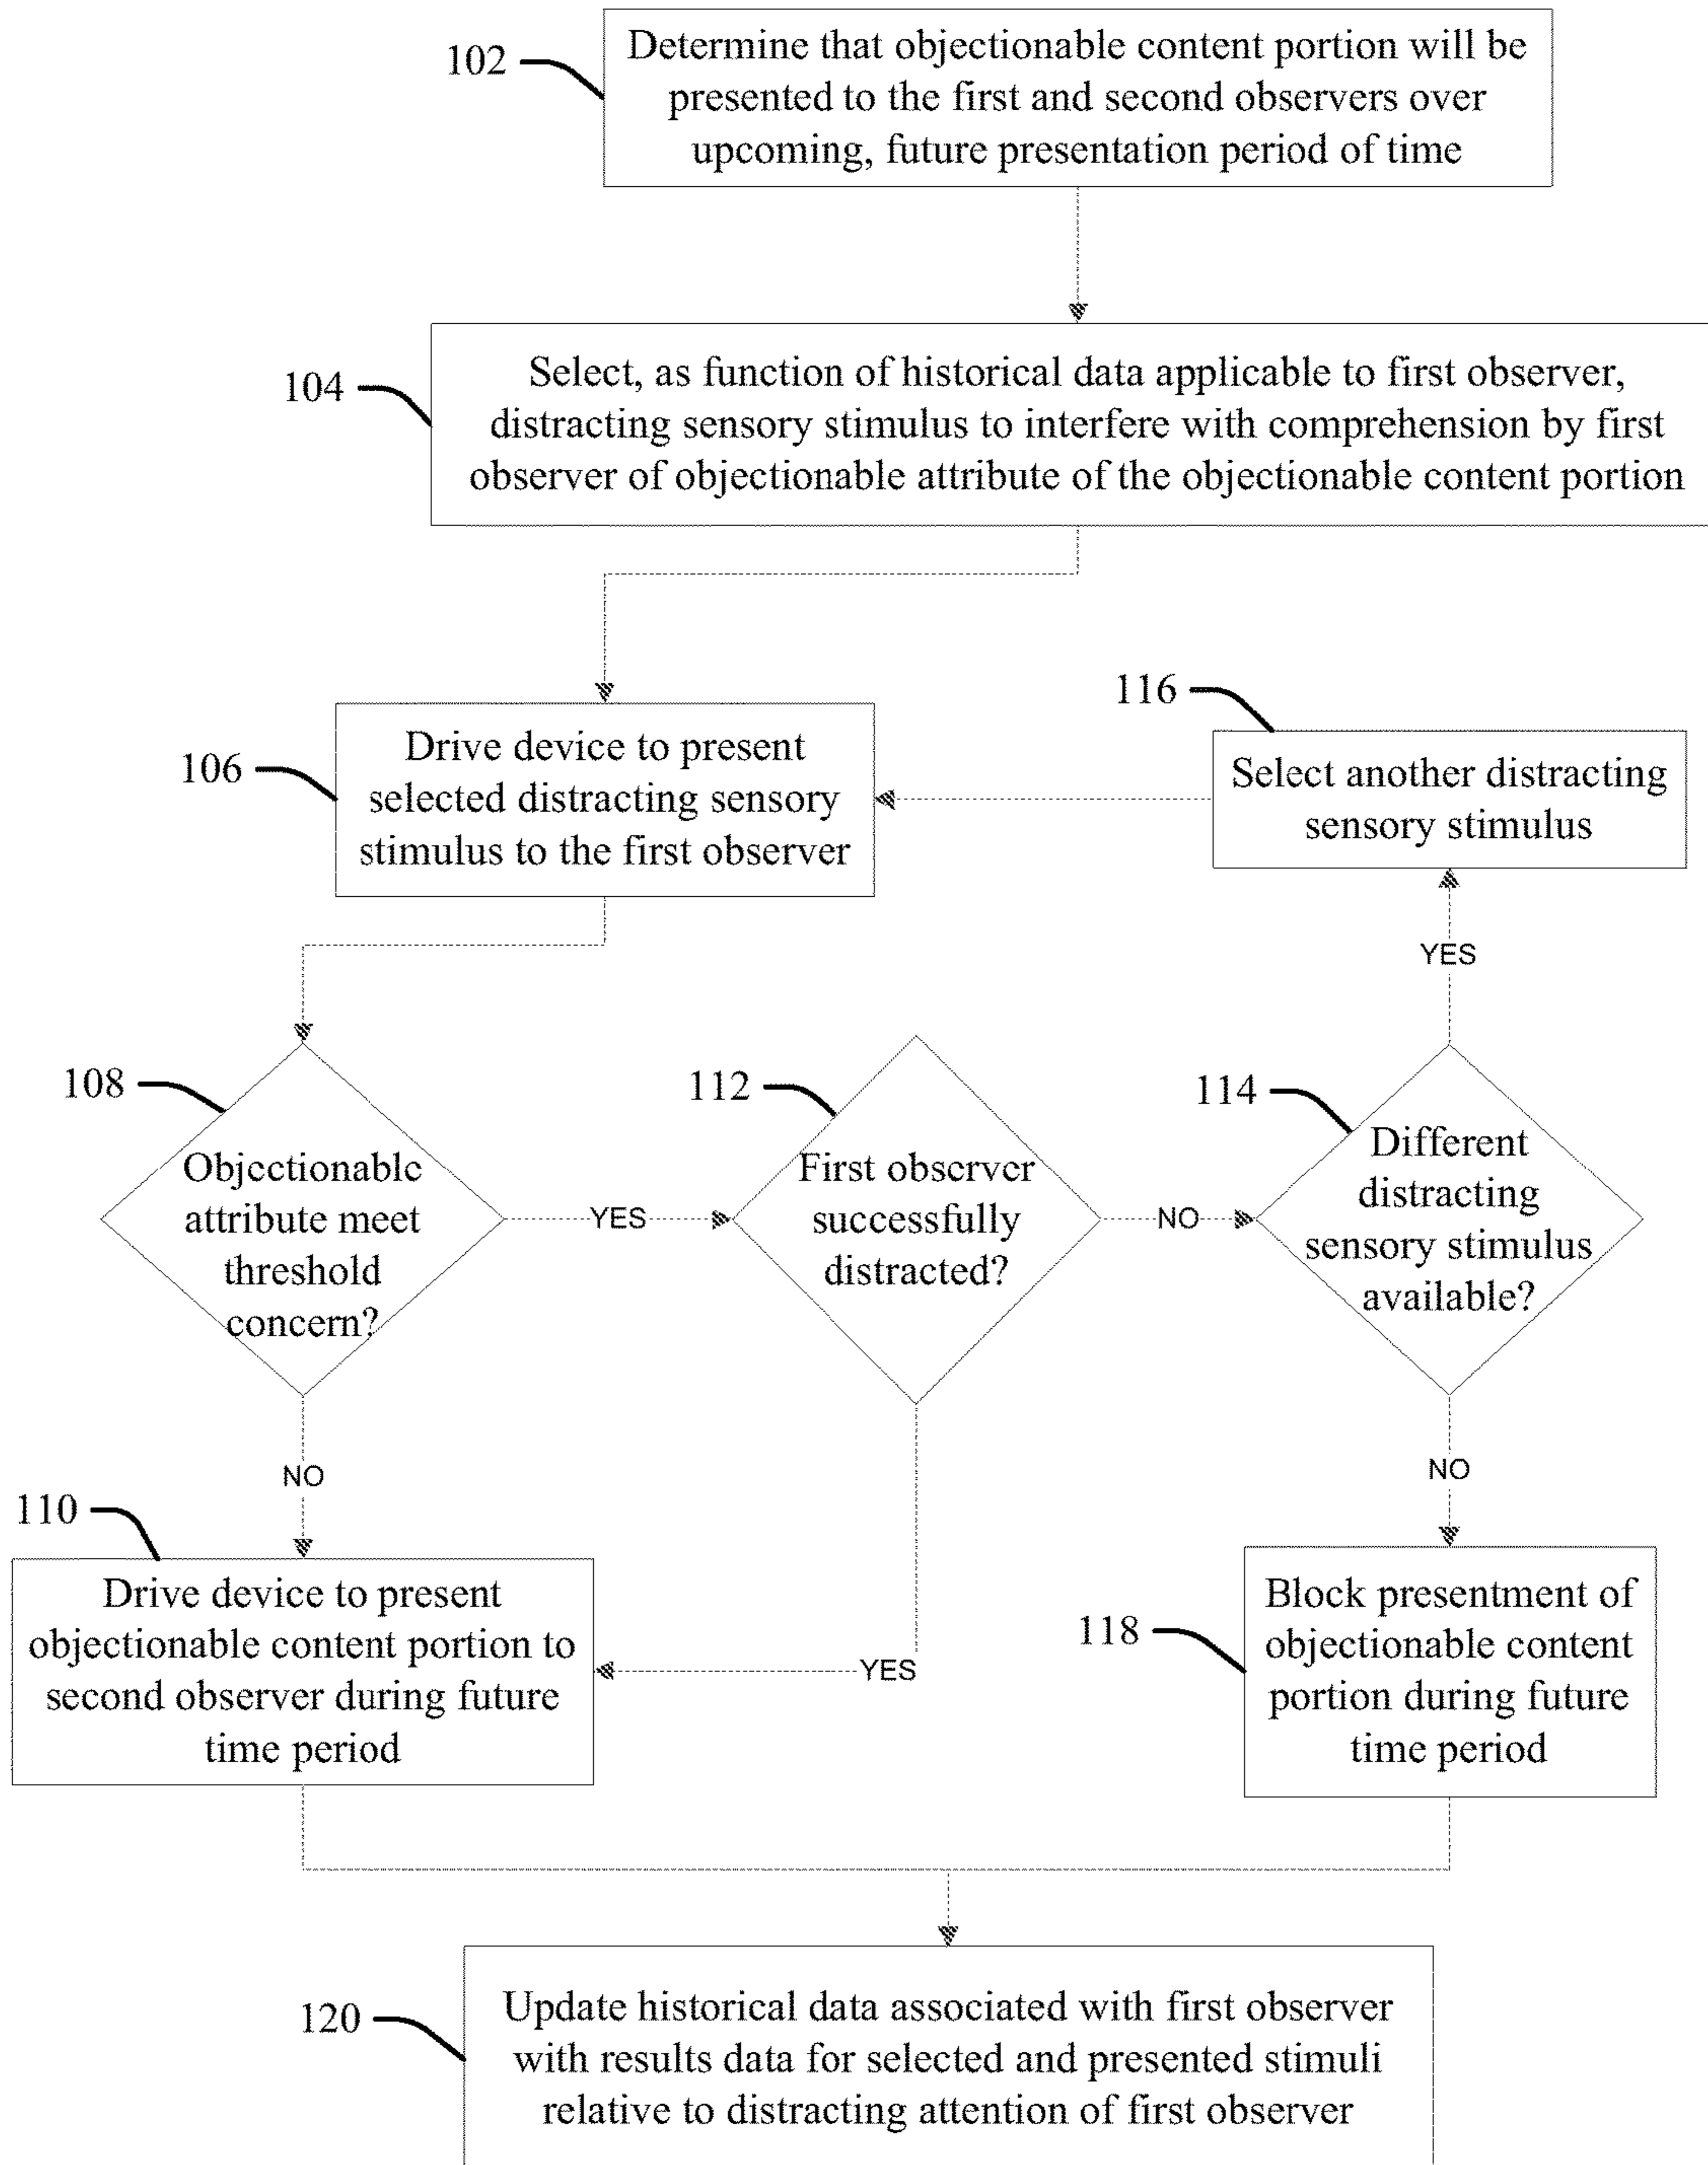 102
Determine that objectionable content portion will be
presented to the first and second observers over
upcoming, future presentation period of time
104
Select, as function of historical data applicable to first observer,
distracting sensory stimulus to interfere with comprehension by first
observer of objectionable attribute of the objectionable content portion
106
Drive device to present
selected distracting sensory
stimulus to the first observer
116
Select another distracting
sensory stimulus
YES
108
Objectionable
attribute meet
threshold
concern?
YES
112
First observer
successfully
distracted?
NO
114
Different
distracting
sensory stimulus
available?
NO
110
Drive device to present
objectionable content portion to
second observer during future
time period
YES
NO
118
Block presentment of
objectionable content
portion during future
time period
120
Update historical data associated with first observer
with results data for selected and presented stimuli
relative to distracting attention of first observer